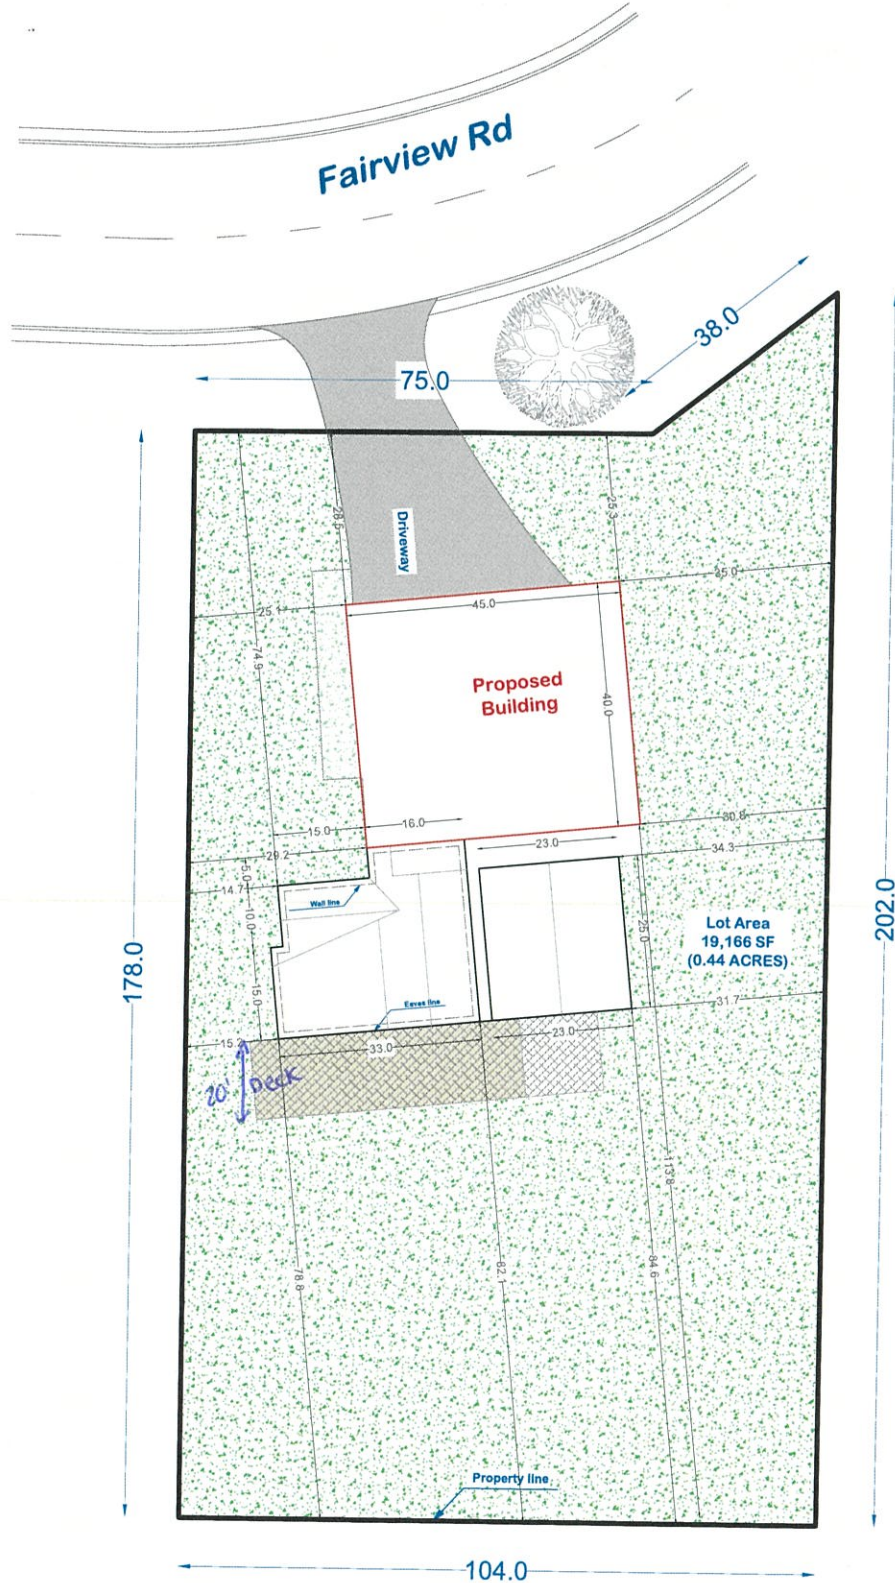 Fairview Rd
38.0
75.0
28.5
Driveway
25.3
25.0
25.1
45.0
74.9
Proposed
Building
40.0
15.0
16.0
30.8
29.2
23.0
34.3
5.0
14.7
Wall line
10.0
25.0
Lot Area
19,166 SF
(0.44 ACRES)
202.0
178.0
15.0
Eaves line
31.7
15.2
33.0
23.0
20' Deck
113.8
78.8
82.1
84.6
Property line
104.0